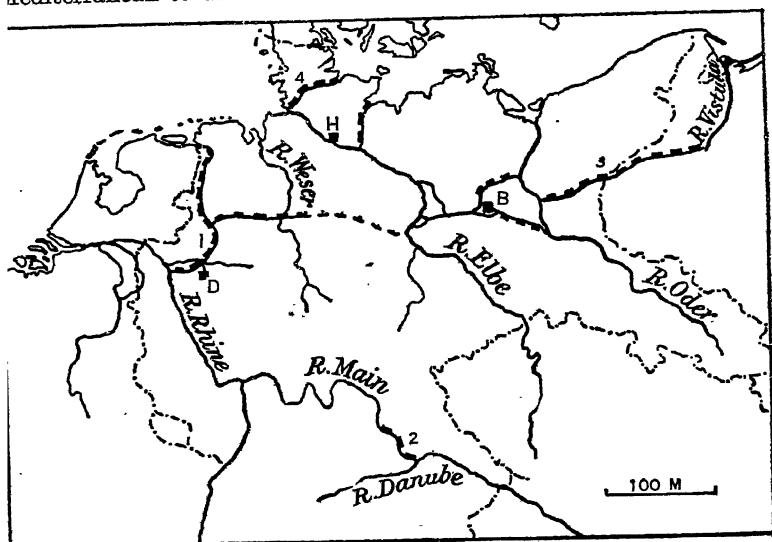 4
H
R. Weser
R. Vistula
3
B
1
D
R. Elbe
R. Oder
R. Rhine
R. Main
2
R. Danube
100 M